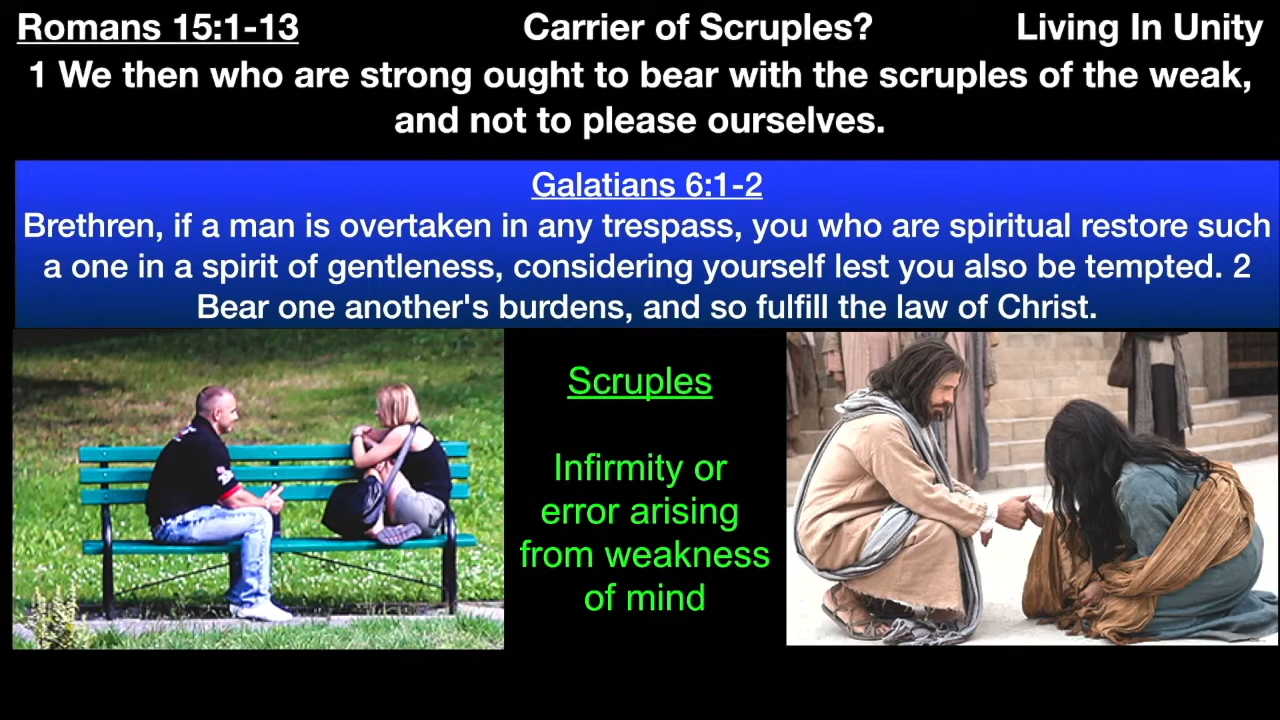 Romans 15:1-13 Carrier of Scruples? Living In Unity
1 We then who are strong ought to bear with the scruples of the weak,
and not to please ourselves.
Galatians 6:1-2
Brethren, if a man is overtaken in any trespass, you who are spiritual restore such
a one in a spirit of gentleness, considering yourself lest you also be tempted. 2
Bear one another's burdens, and so fulfill the law of Christ.
Scruples
Infirmity or
error arising
from weakness
of mind